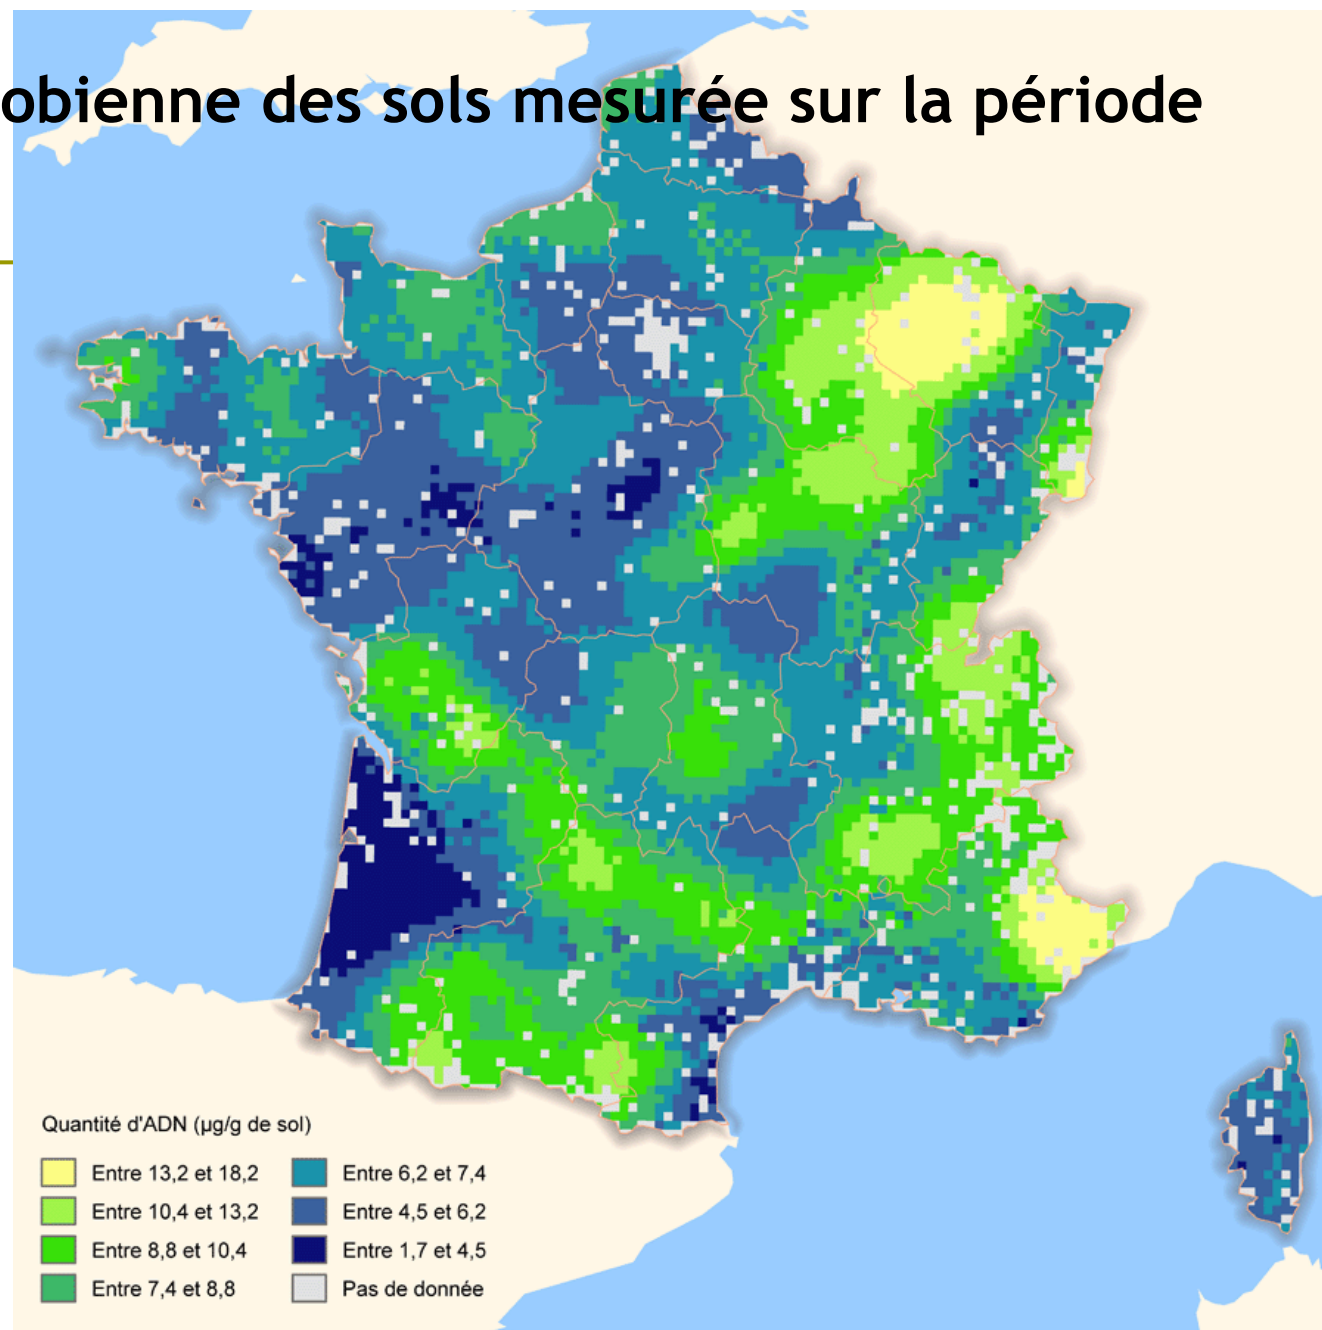 obienne des sols mesurée sur la période
Quantité d'ADN (µg/g de sol)
Entre 13,2 et 18,2
Entre 10,4 et 13,2
Entre 8,8 et 10,4
Entre 7,4 et 8,8
Entre 6,2 et 7,4
Entre 4,5 et 6,2
Entre 1,7 et 4,5
Pas de donnée